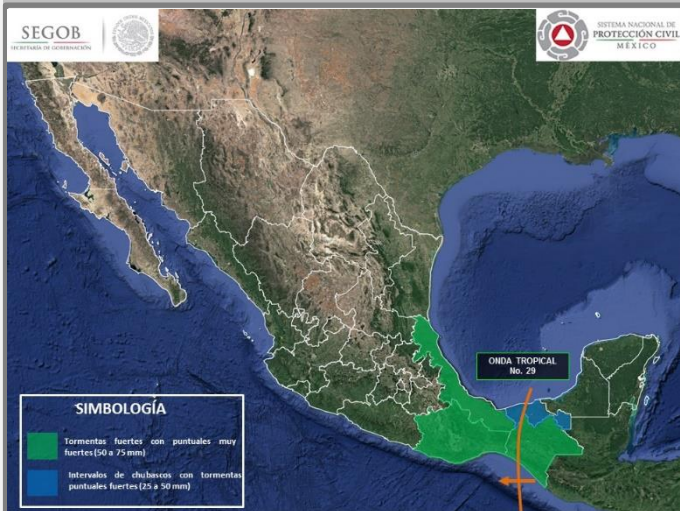 SEGOB
SECRETARÍA DE GOBERNACIÓN
SISTEMA NACIONAL DE
PROTECCIÓN CIVIL
MÉXICO
ONDA TROPICAL
No. 29
SIMBOLOGÍA
Tormentas fuertes con puntuales muy
fuertes (50 a 75 mm)
Intervalos de chubascos con tormentas
puntuales fuertes (25 a 50 mm)